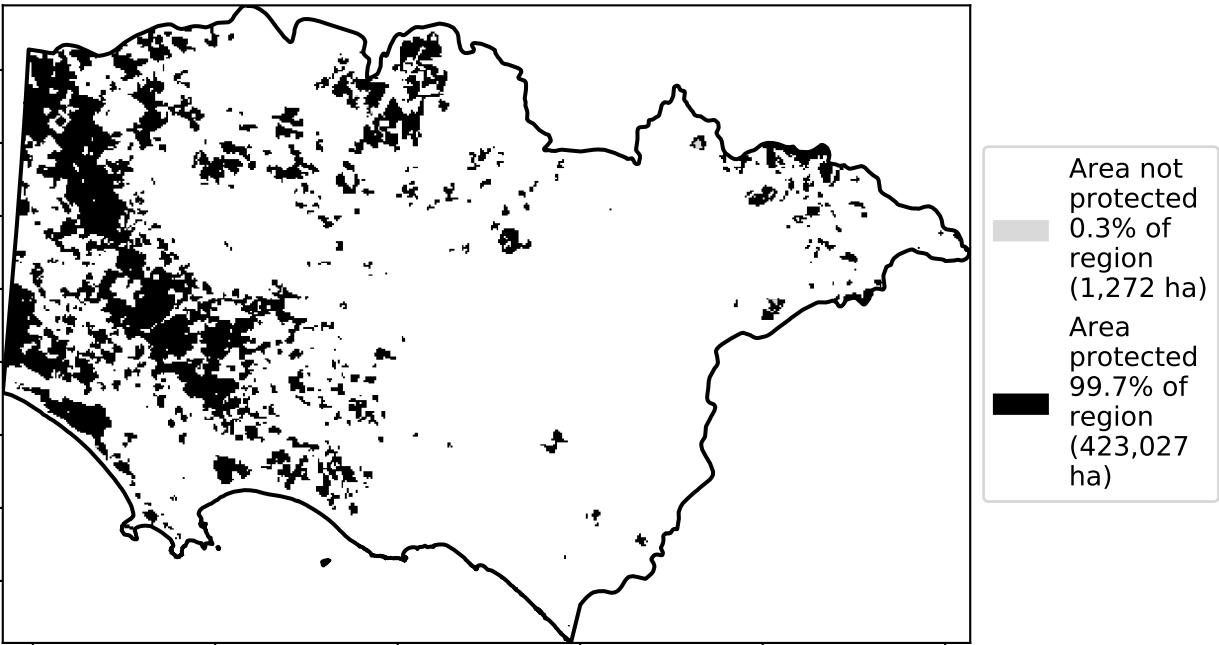 Area not
protected
0.3% of
region
(1,272 ha)
Area
protected
99.7% of
region
(423,027
ha)